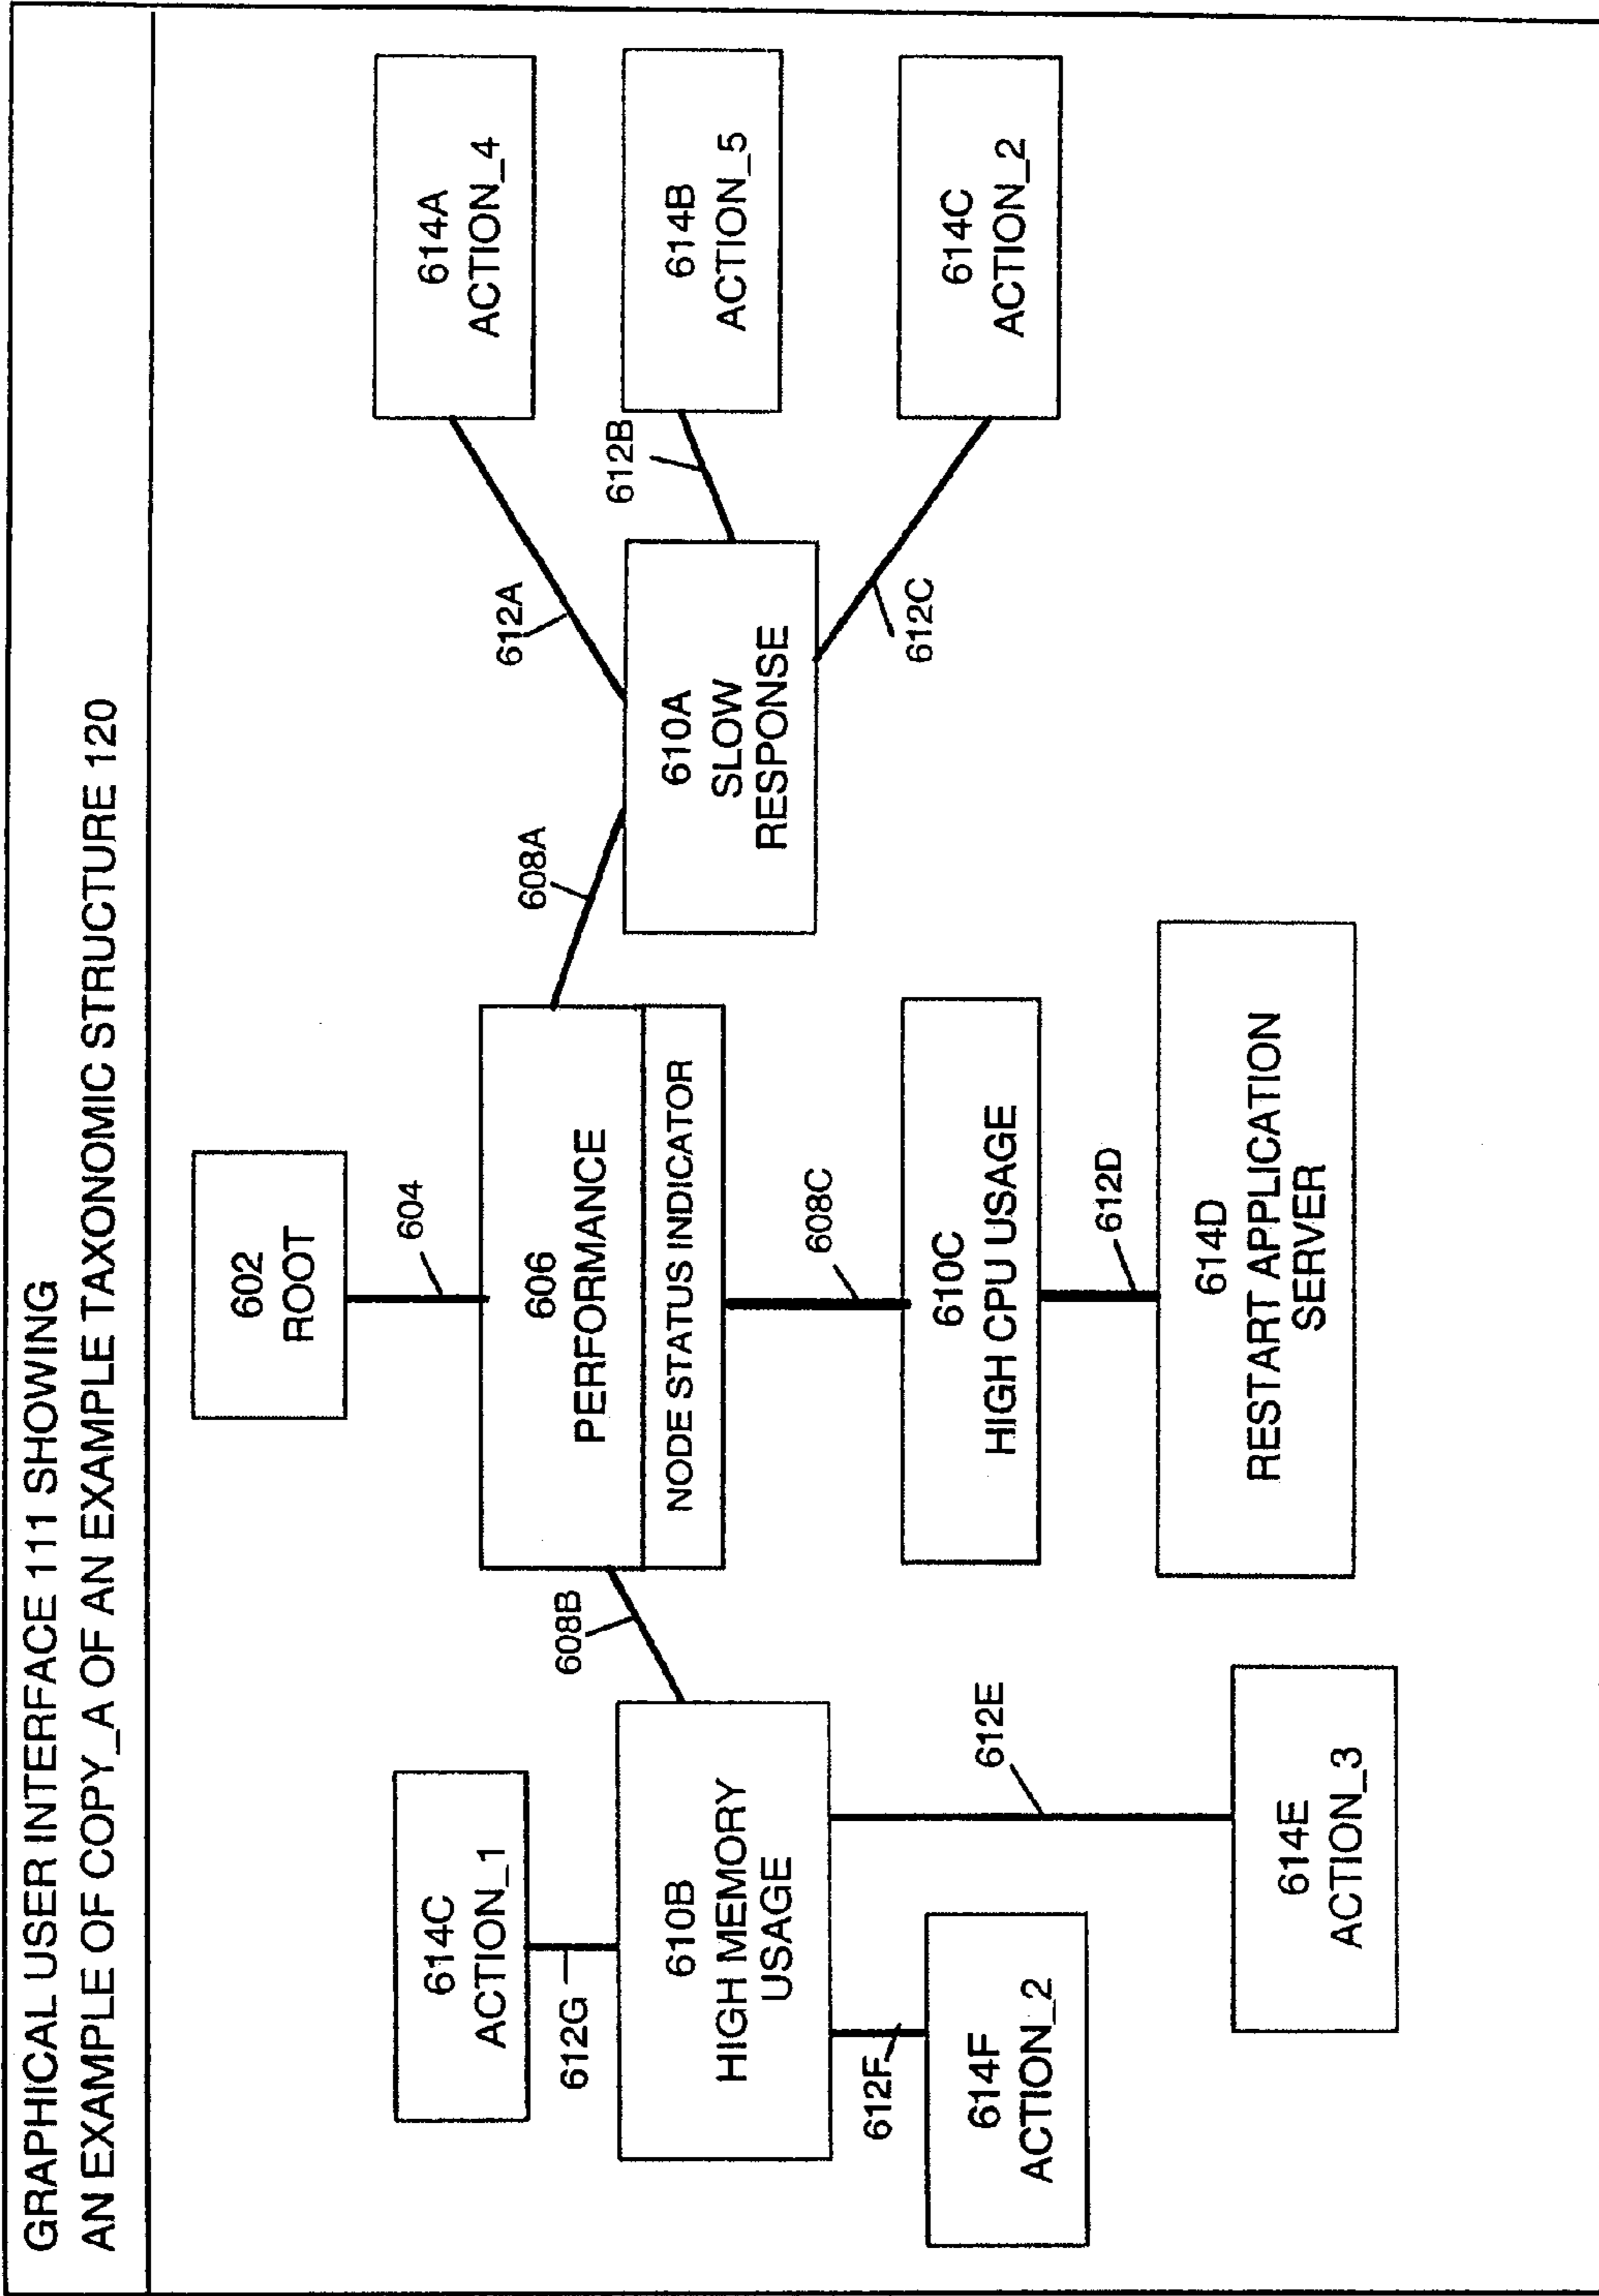 GRAPHICAL USER INTERFACE 111 SHOWING
AN EXAMPLE OF COPY_A OF AN EXAMPLE TAXONOMIC STRUCTURE 120
602
ROOT
604
606
PERFORMANCE
NODE STATUS INDICATOR
608B
608A
608C
614C
ACTION_1
612G
610B
HIGH MEMORY
USAGE
612F
614F
ACTION_2
612E
614E
ACTION_3
610C
HIGH CPU USAGE
612D
614D
RESTART APPLICATION
SERVER
610A
SLOW
RESPONSE
612A
614A
ACTION_4
612B
614B
ACTION_5
612C
614C
ACTION_2